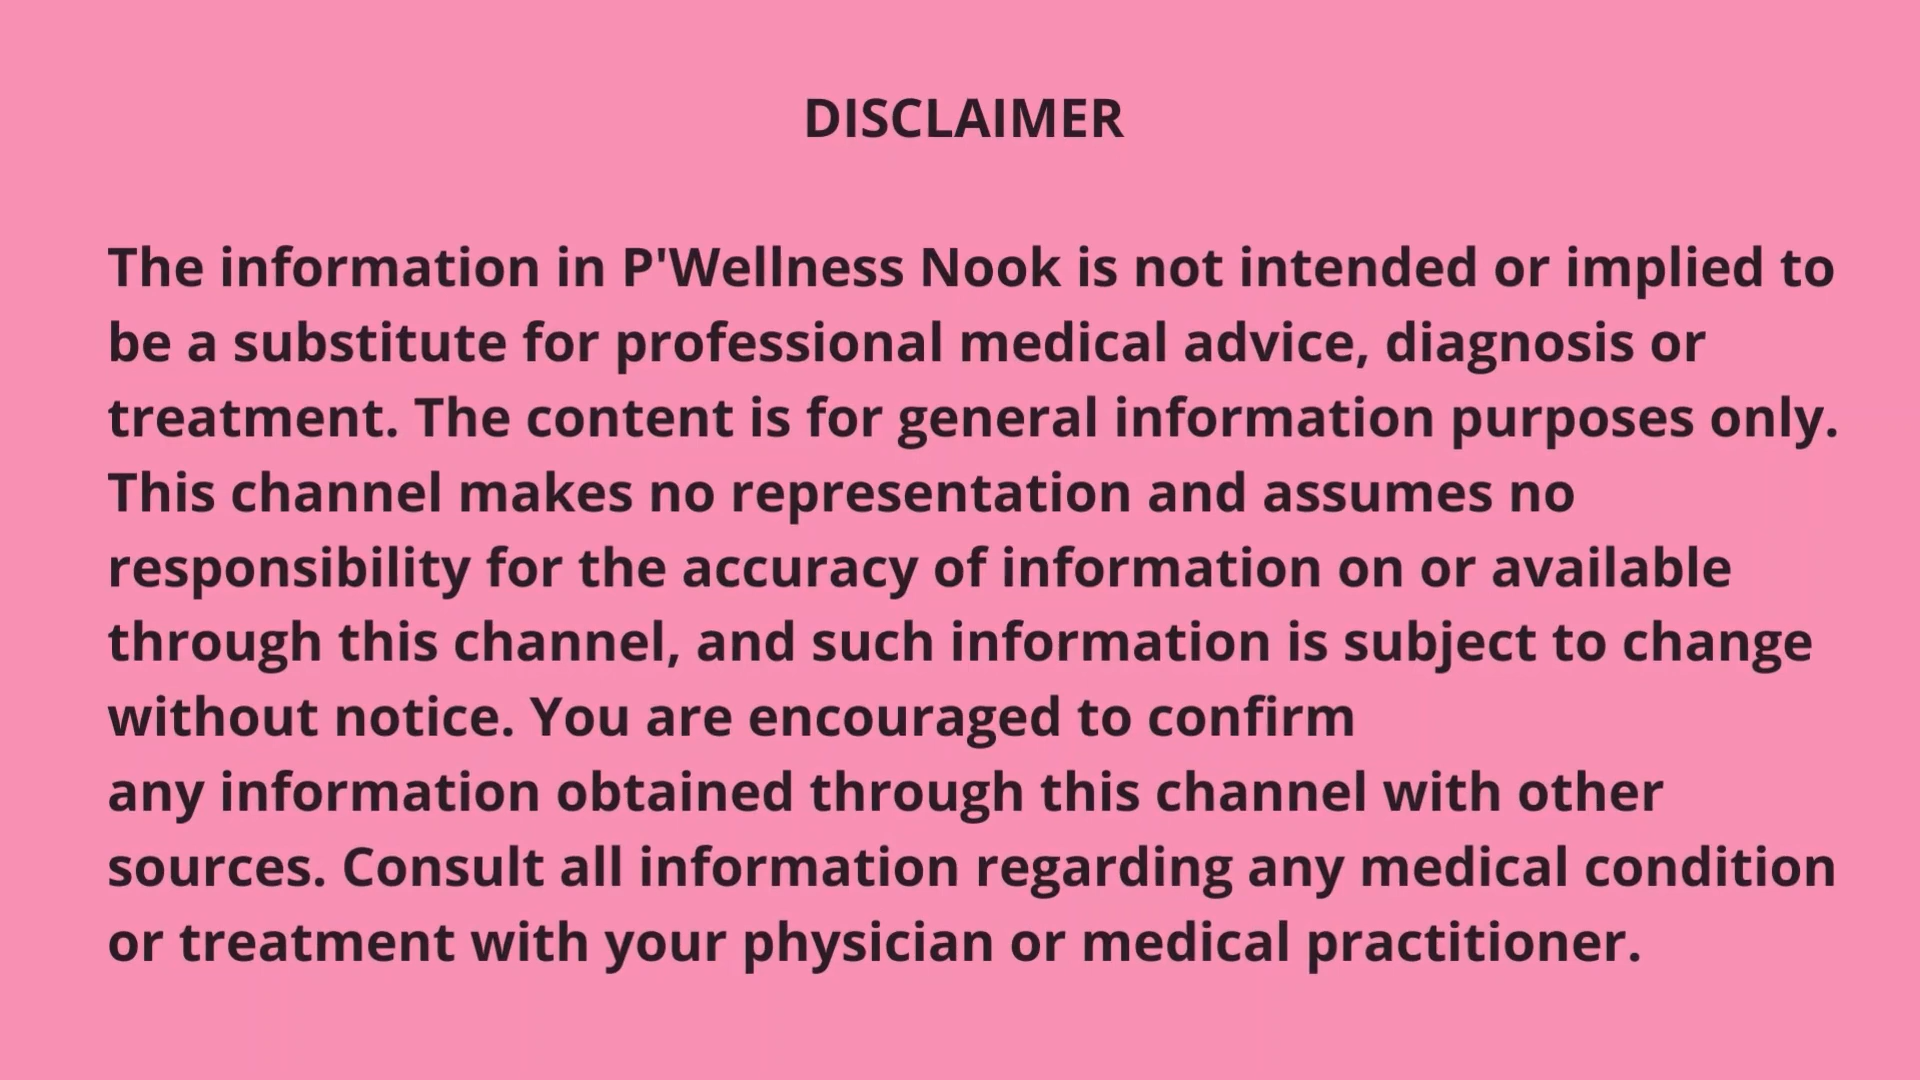 DISCLAIMER
The information in P'Wellness Nook is not intended or implied to
be a substitute for professional medical advice, diagnosis or
treatment. The content is for general information purposes only.
This channel makes no representation and assumes no
responsibility for the accuracy of information on or available
through this channel, and such information is subject to change
without notice. You are encouraged to confirm
any information obtained through this channel with other
sources. Consult all information regarding any medical condition
or treatment with your physician or medical practitioner.